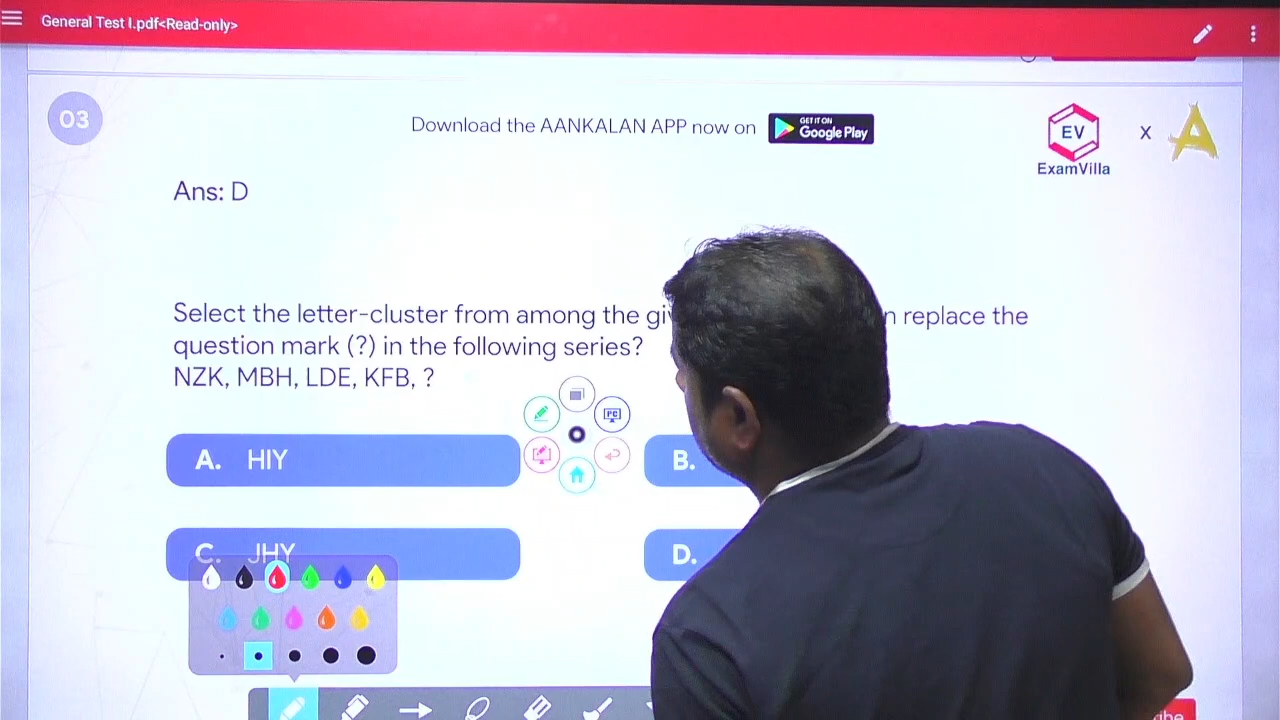 General Test I.pdf<Read-only>
03
Download the AANKALAN APP now on
GET IT ON
Google Play
EV
X
A
ExamVilla
Ans: D
Select the letter-cluster from among the replace the
question mark (?) in the following series?
NZK, MBH, LDE, KFB, ?
PC
A. HIY
B.
C. JHY
D.